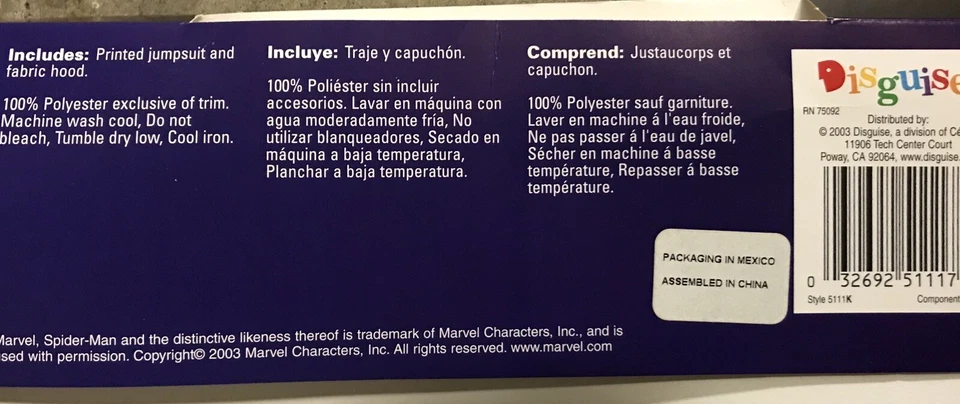 Includes: Printed jumpsuit and
fabric hood.
100% Polyester exclusive of trim.
Machine wash cool, Do not
bleach, Tumble dry low, Cool iron.
Incluye: Traje y capuchón.
100% Poliéster sin incluir
accesorios. Lavar en máquina con
agua moderadamente fría, No
utilizar blanqueadores, Secado en
máquina a baja temperatura,
Planchar a baja temperatura.
Comprend: Justaucorps et
capuchon.
100% Polyester sauf garniture.
Laver en machine á l'eau froide,
Ne pas passer á l'eau de javel,
Sécher en machine á basse
température, Repasser á basse
température.
Disguise
RN 75092
Distributed by:
© 2003 Disguise, a division of Cé
11906 Tech Center Court
Poway, CA 92064, www.disguise.
0 32692 51117
Style 5111K Component
PACKAGING IN MEXICO
ASSEMBLED IN CHINA
Marvel, Spider-Man and the distinctive likeness thereof is trademark of Marvel Characters, Inc., and is
used with permission. Copyright© 2003 Marvel Characters, Inc. All rights reserved. www.marvel.com